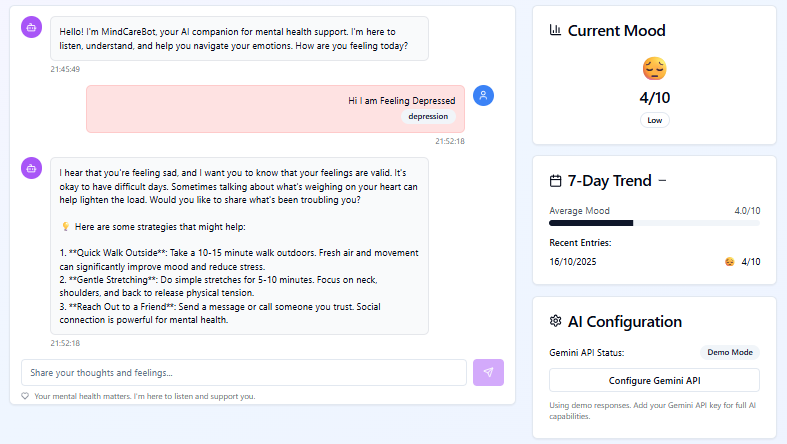 Hello! I'm MindCareBot, your AI companion for mental health support. I'm here to
listen, understand, and help you navigate your emotions. How are you feeling today?
21:45:49
Hi I am Feeling Depressed
depression
21:52:18
I hear that you're feeling sad, and I want you to know that your feelings are valid. It's
okay to have difficult days. Sometimes talking about what's weighing on your heart can
help lighten the load. Would you like to share what's been troubling you?
💡 Here are some strategies that might help:
1. **Quick Walk Outside**: Take a 10-15 minute walk outdoors. Fresh air and movement
can significantly improve mood and reduce stress.
2. **Gentle Stretching**: Do simple stretches for 5-10 minutes. Focus on neck,
shoulders, and back to release physical tension.
3. **Reach Out to a Friend**: Send a message or call someone you trust. Social
connection is powerful for mental health.
21:52:18
Share your thoughts and feelings...
Your mental health matters. I'm here to listen and support you.
Current Mood
4/10
Low
7-Day Trend
Average Mood 4.0/10
Recent Entries:
16/10/2025 4/10
AI Configuration
Gemini API Status: Demo Mode
Configure Gemini API
Using demo responses. Add your Gemini API key for full AI
capabilities.